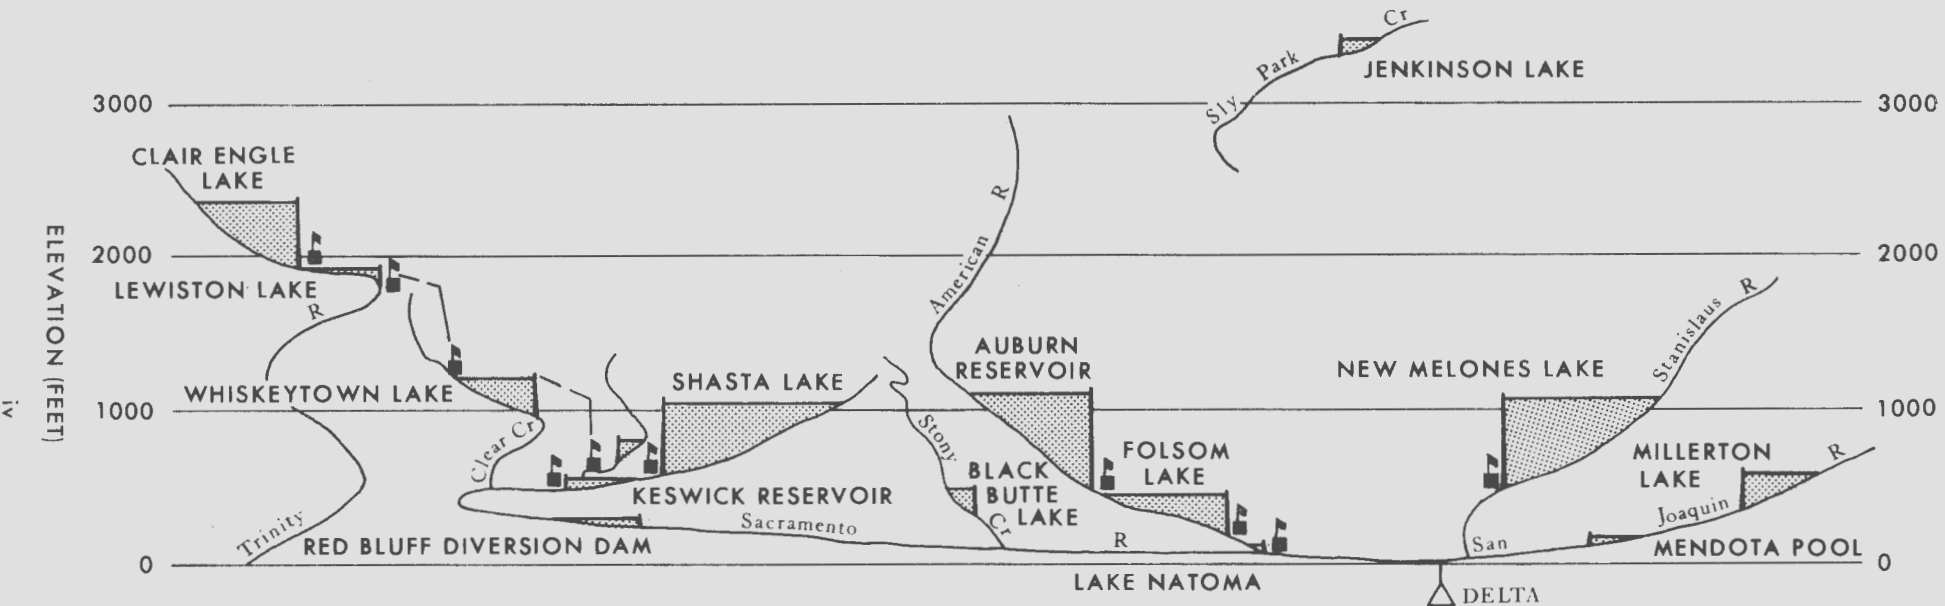 Cr
Park
JENKINSON LAKE
3000
3000
Sly
CLAIR ENGLE
LAKE
R
American
2000
2000
LEWISTON LAKE
R
R
Stanislaus
AUBURN
RESERVOIR
NEW MELONES LAKE
SHASTA LAKE
WHISKEYTOWN LAKE
1000
1000
ELEVATION (FEET)
iv
Clear Cr
Stony
FOLSOM
LAKE
BLACK
BUTTE
LAKE
MILLERTON
LAKE
R
KESWICK RESERVOIR
Joaquin
Trinity
Sacramento
Cr
R
San
RED BLUFF DIVERSION DAM
MENDOTA POOL
0
0
LAKE NATOMA
DELTA